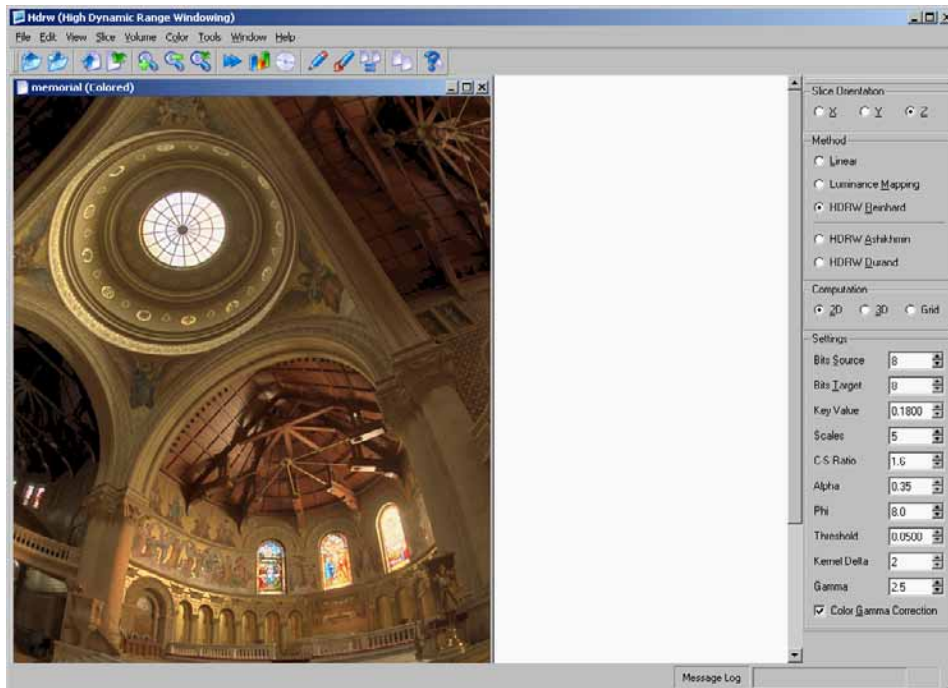 Hdrw (High Dynamic Range Windowing)
File Edit View Slice Volume Color Tools Window Help
memorial (Colored)
Slice Orientation
X Y Z
Method
Linear
Luminance Mapping
HDRW Reinhard
HDRW Ashikhmin
HDRW Durand
Computation
2D 3D Grid
Settings
Bits Source 8
Bits Target 8
Key Value 0.1800
Scales 5
C-S Ratio 1.6
Alpha 0.35
Phi 8.0
Threshold 0.0500
Kernel Delta 2
Gamma 2.5
Color Gamma Correction
Message Log